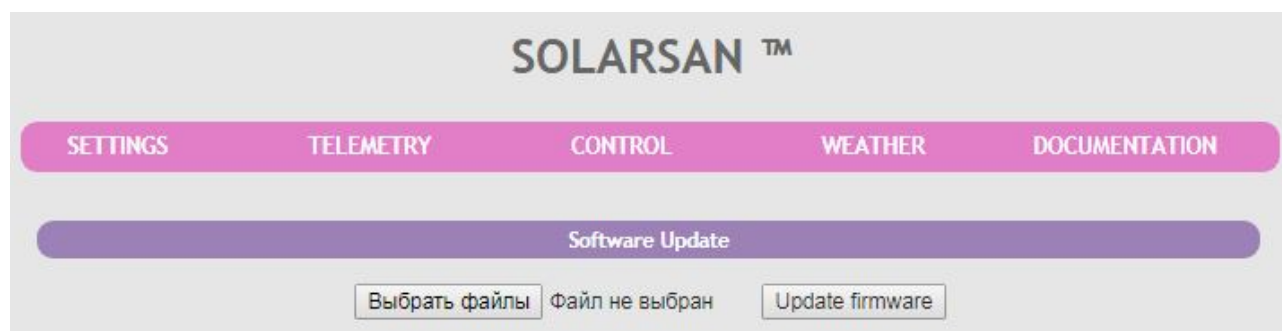 SOLARSAN ™
SETTINGS TELEMETRY CONTROL WEATHER DOCUMENTATION
Software Update
Выбрать файлы Файл не выбран Update firmware